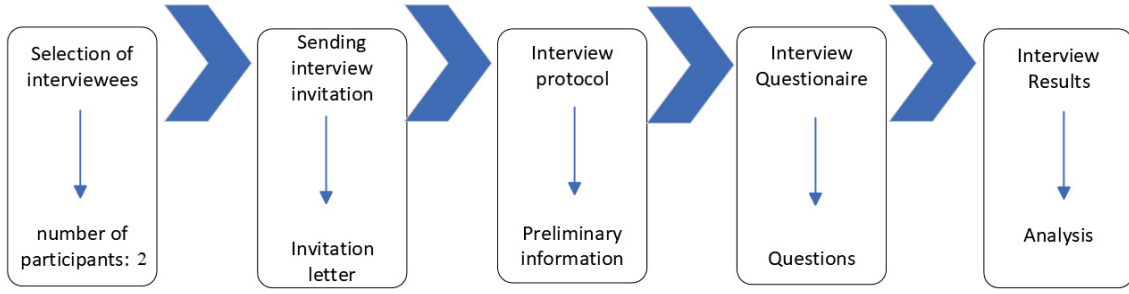 Selection of
interviewees
number of
participants: 2
Sending
interview
invitation
Invitation
letter
Interview
protocol
Preliminary
information
Interview
Questionaire
Questions
Interview
Results
Analysis